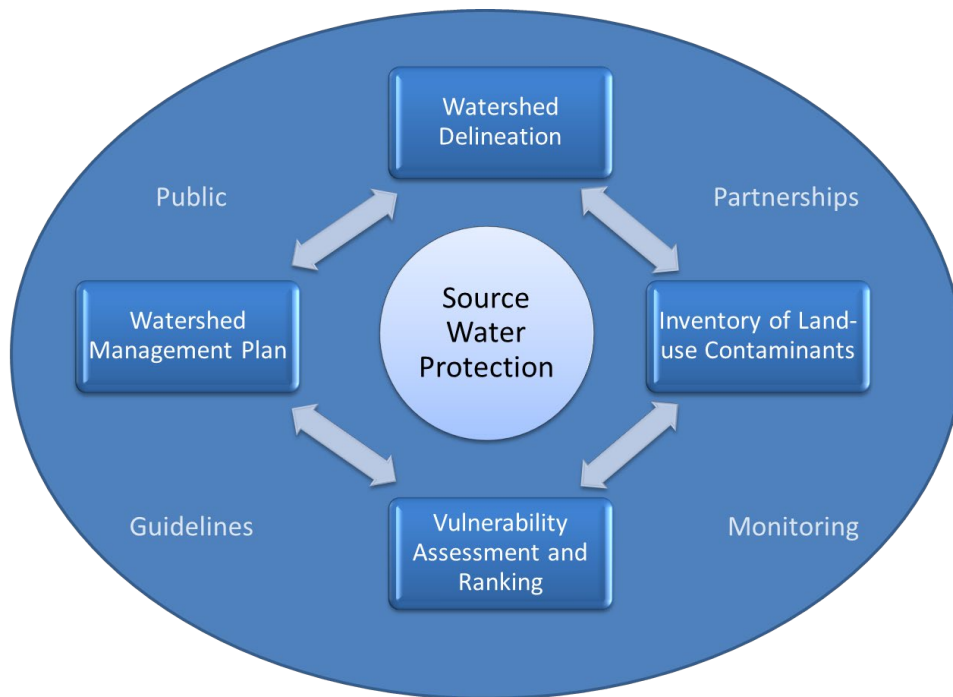 Watershed
Delineation
Public
Partnerships
Source
Water
Protection
Watershed
Management Plan
Inventory of Land-
use Contaminants
Guidelines
Vulnerability
Assessment and
Ranking
Monitoring